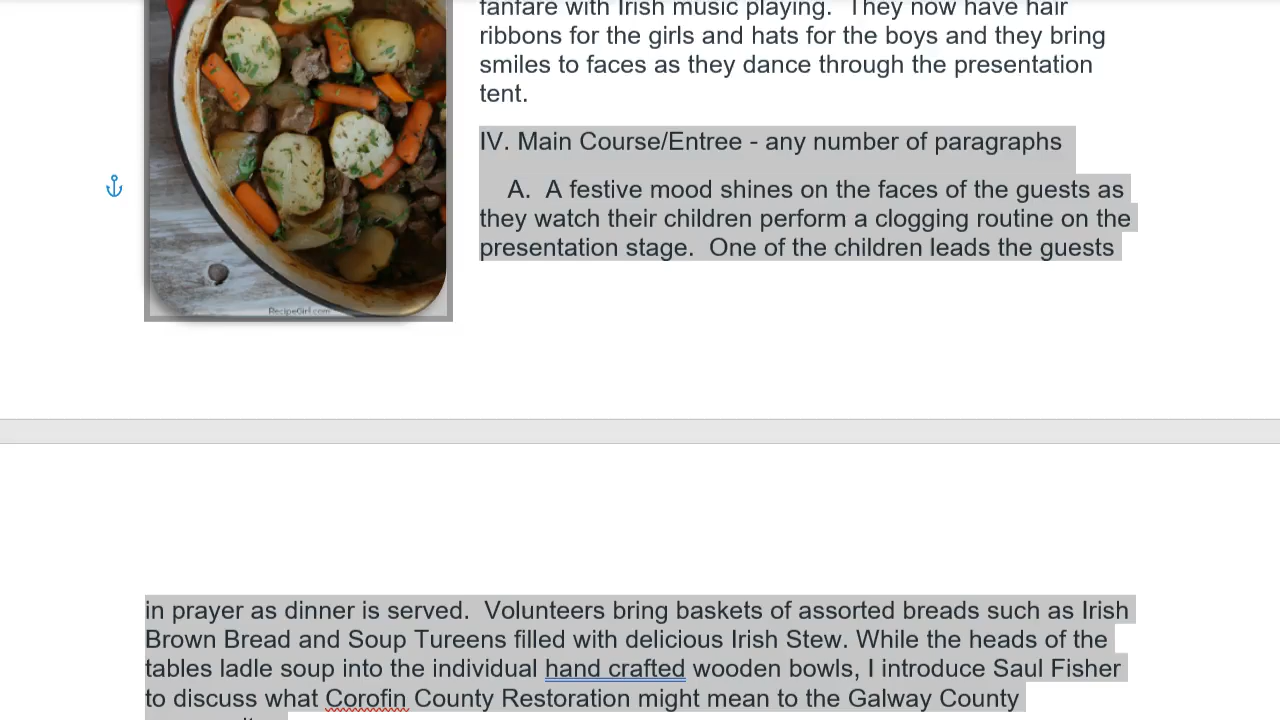 fanfare with Irish music playing.  They now have hair
ribbons for the girls and hats for the boys and they bring
smiles to faces as they dance through the presentation
tent.
IV. Main Course/Entree - any number of paragraphs
A.  A festive mood shines on the faces of the guests as
they watch their children perform a clogging routine on the
presentation stage.  One of the children leads the guests
RecipeGirl.com
in prayer as dinner is served.  Volunteers bring baskets of assorted breads such as Irish
Brown Bread and Soup Tureens filled with delicious Irish Stew. While the heads of the
tables ladle soup into the individual hand crafted wooden bowls, I introduce Saul Fisher
to discuss what Corofin County Restoration might mean to the Galway County